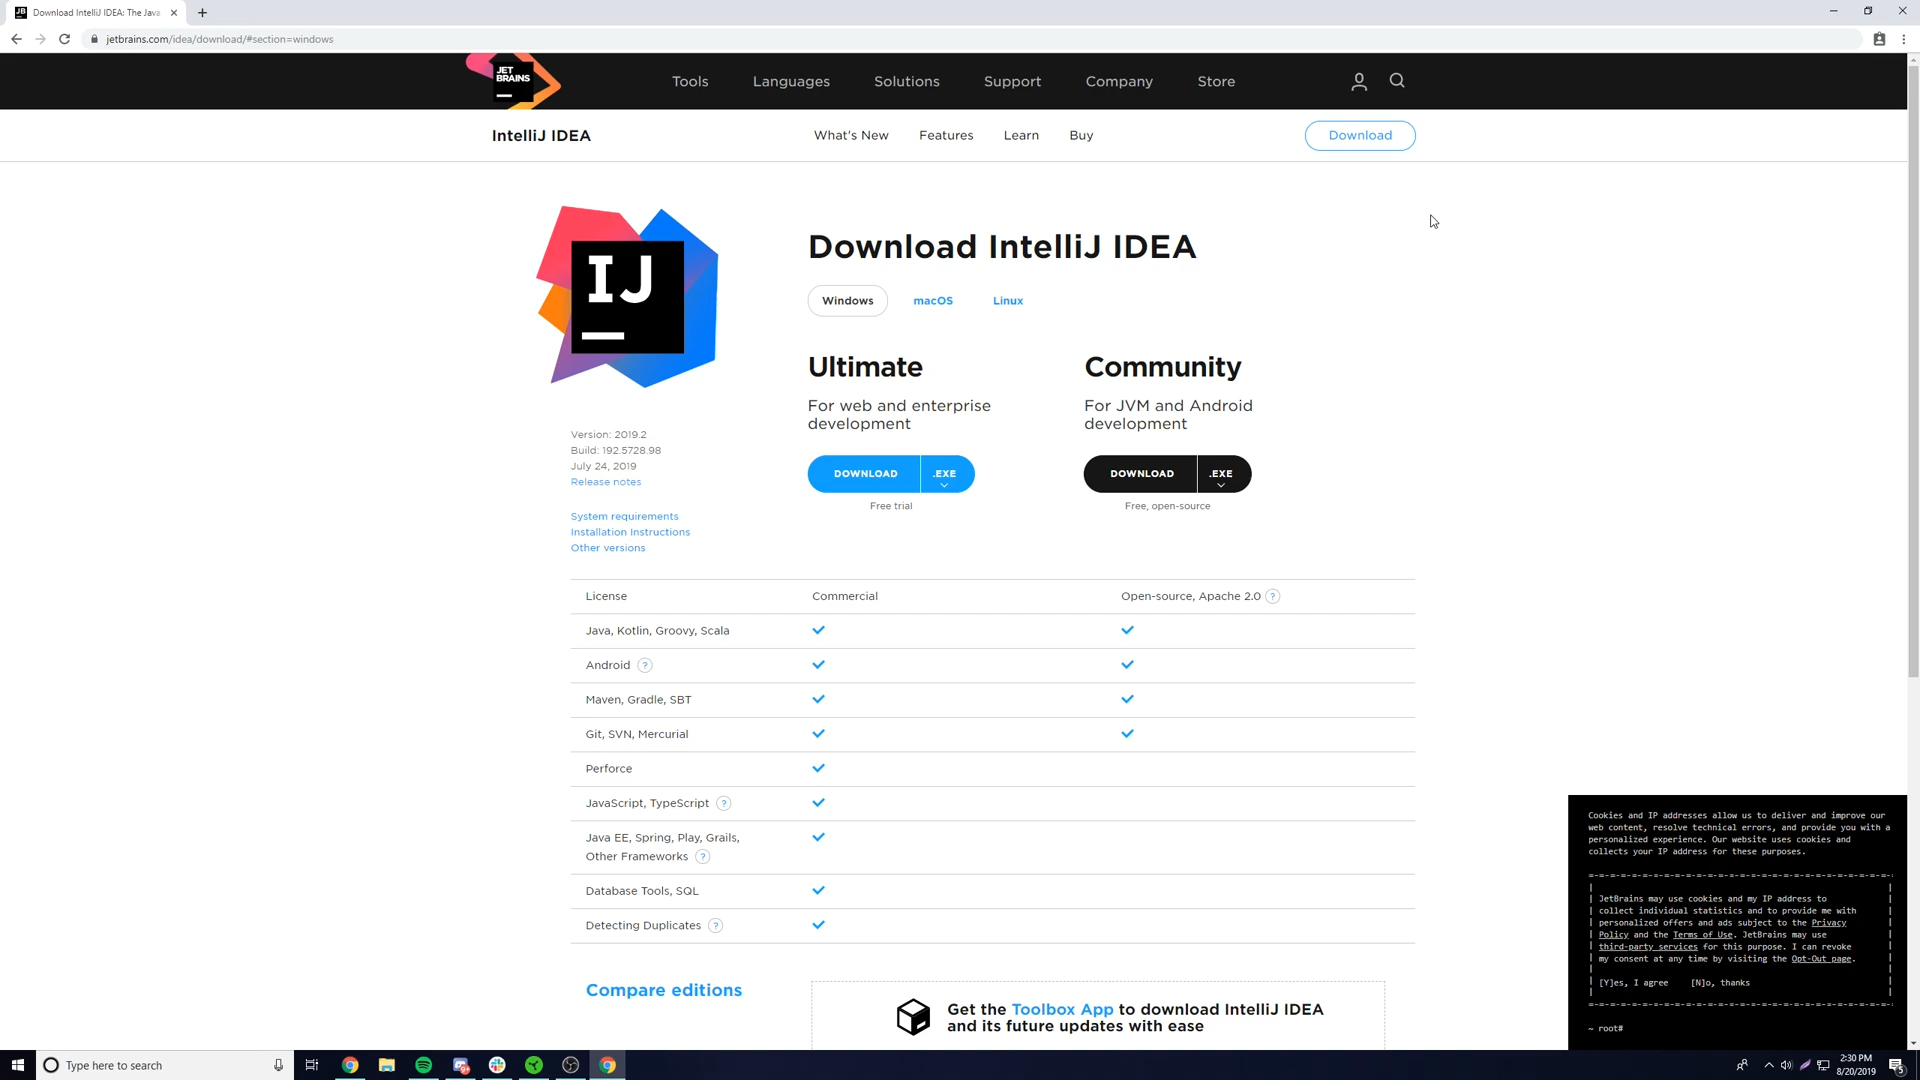 Download IntelliJ IDEA: The Java
jetbrains.com/idea/download/#section=windows
JET
BRAINS
Tools
Languages
Solutions
Support
Company
Store
IntelliJ IDEA
What's New
Features
Learn
Buy
Download
IJ
Download IntelliJ IDEA
Windows
macOS
Linux
Ultimate
For web and enterprise
development
DOWNLOAD
.EXE
Free trial
Community
For JVM and Android
development
DOWNLOAD
.EXE
Free, open-source
Version: 2019.2
Build: 192.5728.98
July 24, 2019
Release notes
System requirements
Installation Instructions
Other versions
License
Commercial
Open-source, Apache 2.0 ?
Java, Kotlin, Groovy, Scala
Android ?
Maven, Gradle, SBT
Git, SVN, Mercurial
Perforce
JavaScript, TypeScript ?
Java EE, Spring, Play, Grails,
Other Frameworks ?
Database Tools, SQL
Detecting Duplicates ?
Compare editions
Get the Toolbox App to download IntelliJ IDEA
and its future updates with ease
Cookies and IP addresses allow us to deliver and improve our
web content, resolve technical errors, and provide you with a
personalized experience. Our website uses cookies and
collects your IP address for these purposes.
JetBrains may use cookies and my IP address to
collect individual statistics and to provide me with
personalized offers and ads subject to the Privacy
Policy and the Terms of Use. JetBrains may use
third-party services for this purpose. I can revoke
my consent at any time by visiting the Opt-Out page.
[Y]es, I agree [N]o, thanks
~ root#
Type here to search
2:30 PM
8/20/2019